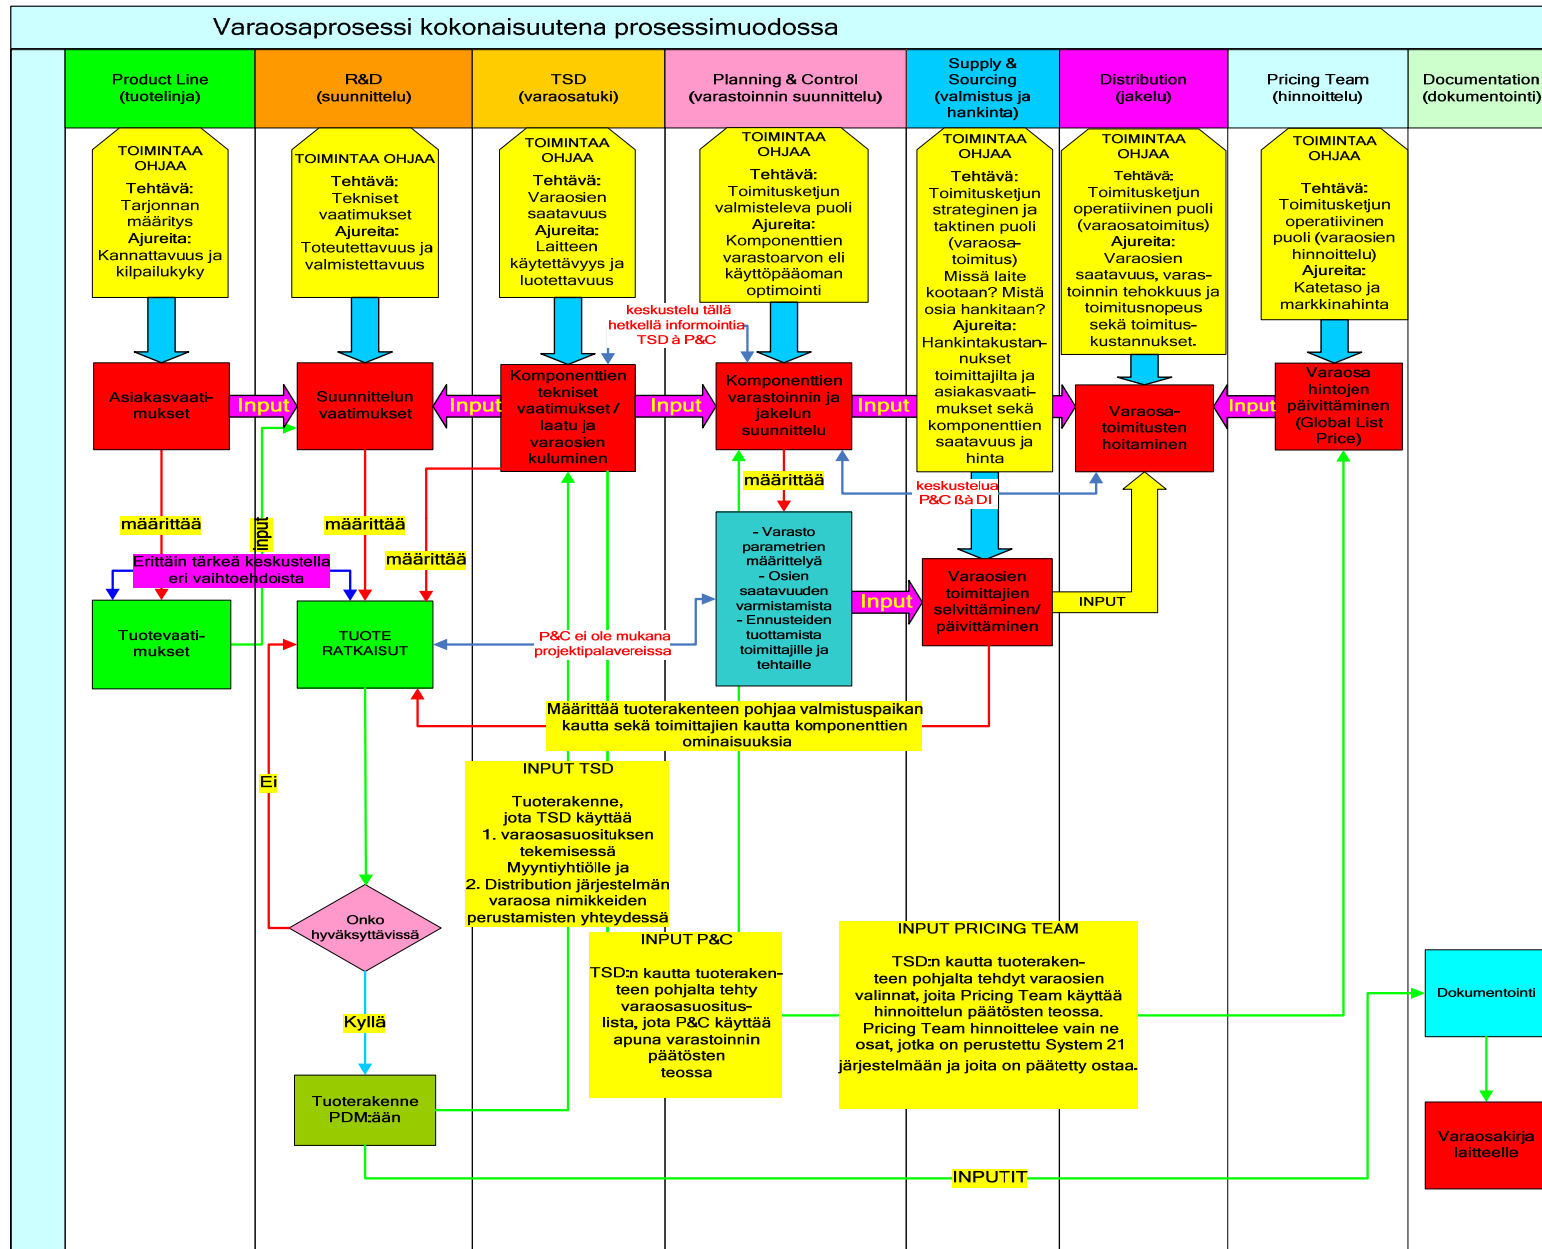 Varaosaprosessi kokonaisuutena prosessimuodossa
Product Line
(tuotelinja)
R&D
(suunnittelu)
TSD
(varaosatuki)
Planning & Control
(varastoinnin suunnittelu)
Supply &
Sourcing
(valmistus ja
hankinta)
Distribution
(jakelu)
Pricing Team
(hinnoittelu)
Documentation
(dokumentointi)
TOIMINTAA
OHJAA
Tehtävä:
Tarjonnan
määritys
Ajureita:
Kannattavuus ja
kilpailukyky
TOIMINTAA OHJAA
Tehtävä:
Tekniset
vaatimukset
Ajureita:
Toteutettavuus ja
valmistettavuus
TOIMINTAA
OHJAA
Tehtävä:
Varaosien
saatavuus
Ajureita:
Laitteen
käytettävyys ja
luotettavuus
TOIMINTAA
OHJAA
Tehtävä:
Toimitusketjun
valmisteleva puoli
Ajureita:
Komponenttien
varastoarvon eli
käyttöpääoman
optimointi
TOIMINTAA
OHJAA
Tehtävä:
Toimitusketjun
strateginen ja
taktinen puoli
(varaosa-
toimitus)
Missä laite
kootaan? Mistä
osia hankitaan?
Ajureita:
Hankintakustan-
nukset
toimittajilta ja
asiakasvaati-
mukset sekä
komponenttien
saatavuus ja
hinta
TOIMINTAA
OHJAA
Tehtävä:
Toimitusketjun
operatiivinen puoli
(varaosatoimitus)
Ajureita:
Varaosien
saatavuus, varas-
toinnin tehokkuus ja
toimitusnopeus
sekä toimitus-
kustannukset.
TOIMINTAA
OHJAA
Tehtävä:
Toimitusketjun
operatiivinen
puoli (varaosien
hinnoittelu)
Ajureita:
Katetaso ja
markkinahinta
keskustelu tällä
hetkellä informointia
TSD à P&C
Asiakasvaati-
mukset
Input
Suunnittelun
vaatimukset
Input
Komponenttien
tekniset
vaatimukset /
laatu ja
varaosien
kuluminen
Input
Komponenttien
varastoinnin ja
jakelun
suunnittelu
Input
Varaosa-
toimitusten
hoitaminen
Input
Varaosa
hintojen
päivittäminen
(Global List
Price)
määrittää
input
määrittää
määrittää
määrittää
keskustelua
P&C ßà DI
Erittäin tärkeä keskustella
eri vaihtoehdoista
Tuotevaati-
mukset
TUOTE
RATKAISUT
P&C ei ole mukana
projektipalavereissa
- Varasto
parametrien
määrittelyä
- Osien
saatavuuden
varmistamista
- Ennusteiden
tuottamista
toimittajille ja
tehtaille
Input
Varaosien
toimittajien
selvittäminen/
päivittäminen
INPUT
Määrittää tuoterakenteen pohjaa valmistuspaikan
kautta sekä toimittajien kautta komponenttien
ominaisuuksia
Ei
INPUT TSD
Tuoterakenne,
jota TSD käyttää
1. varaosasuosituksen
tekemisessä
Myyntiyhtiölle ja
2. Distribution järjestelmän
varaosa nimikkeiden
perustamisten yhteydessä
Onko
hyväksyttävissä
INPUT P&C
TSD:n kautta tuoteraken-
teen pohjalta tehty
varaosasuositus-
lista, jota P&C käyttää
apuna varastoinnin
päätösten
teossa
INPUT PRICING TEAM
TSD:n kautta tuoteraken-
teen pohjalta tehdyt varaosien
valinnat, joita Pricing Team käyttää
hinnoittelun päätösten teossa.
Pricing Team hinnoittelee vain ne
osat, jotka on perustettu System 21
järjestelmään ja joita on päätetty ostaa.
Dokumentointi
Kyllä
Tuoterakenne
PDM:ään
Varaosakirja
laitteelle
INPUTIT